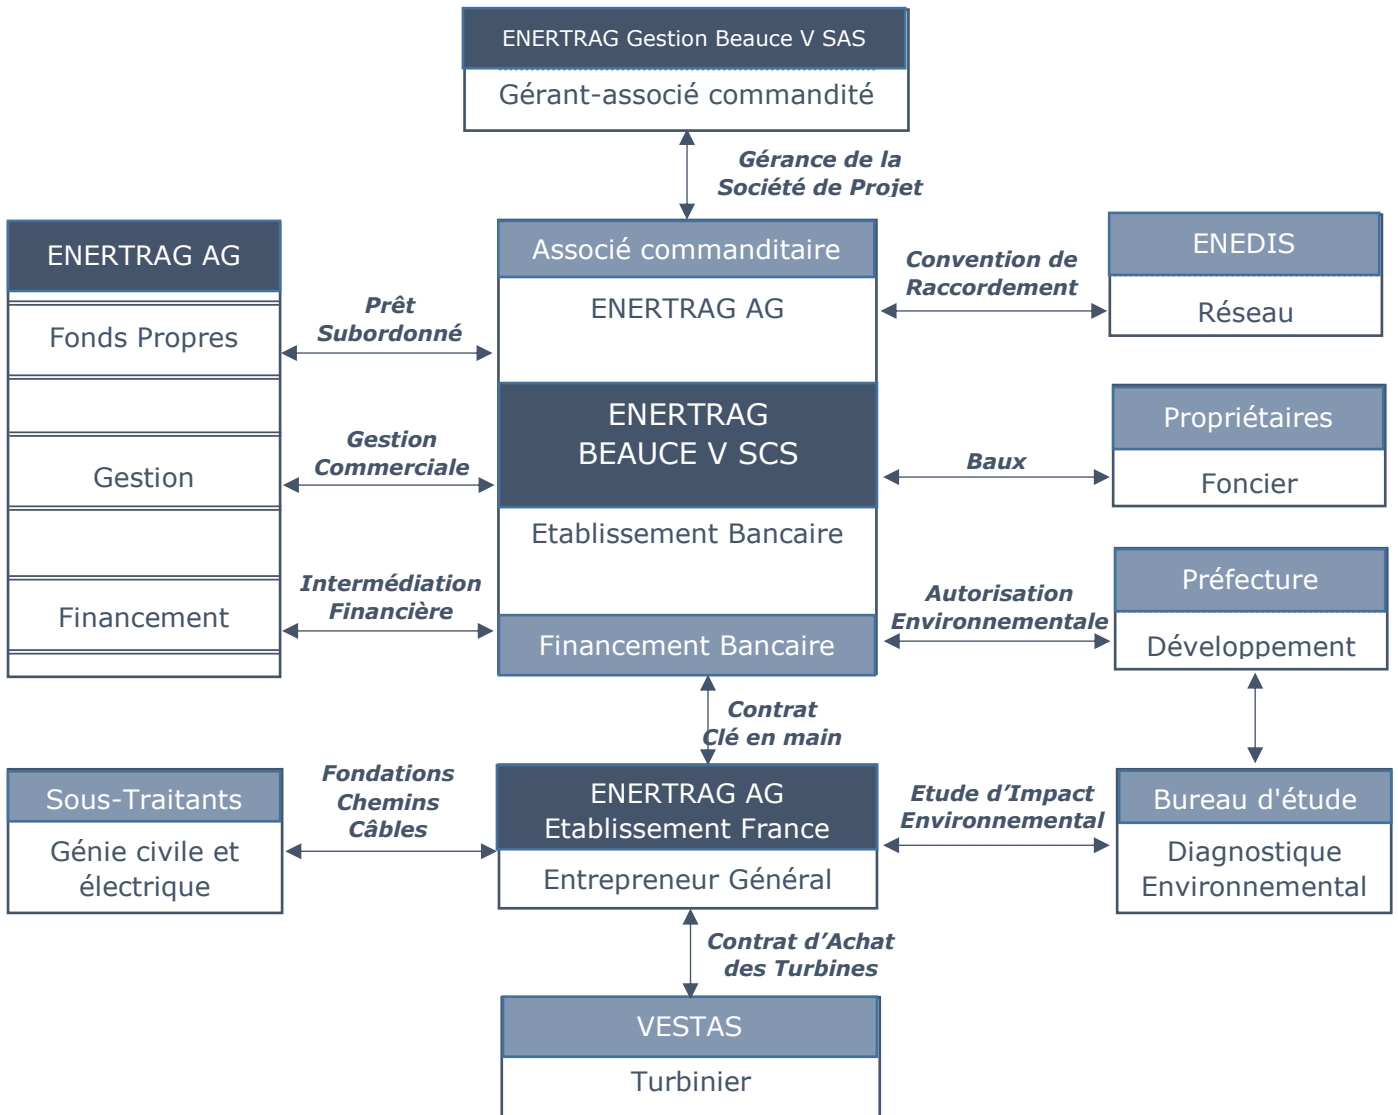 ENERTRAG Gestion Beauce V SAS
Gérant-associé commandité
Gérance de la
Société de Projet
ENERTRAG AG
Fonds Propres
Gestion
Financement
Prêt
Subordonné
Gestion
Commerciale
Intermédiation
Financière
Associé commanditaire
ENERTRAG AG
ENERTRAG
BEAUCE V SCS
Etablissement Bancaire
Financement Bancaire
Convention de
Raccordement
ENEDIS
Réseau
Baux
Propriétaires
Foncier
Autorisation
Environnementale
Préfecture
Développement
Contrat
Clé en main
Sous-Traitants
Génie civile et
électrique
Fondations
Chemins
Câbles
ENERTRAG AG
Etablissement France
Entrepreneur Général
Etude d’Impact
Environnemental
Bureau d'étude
Diagnostique
Environnemental
Contrat d’Achat
des Turbines
VESTAS
Turbinier